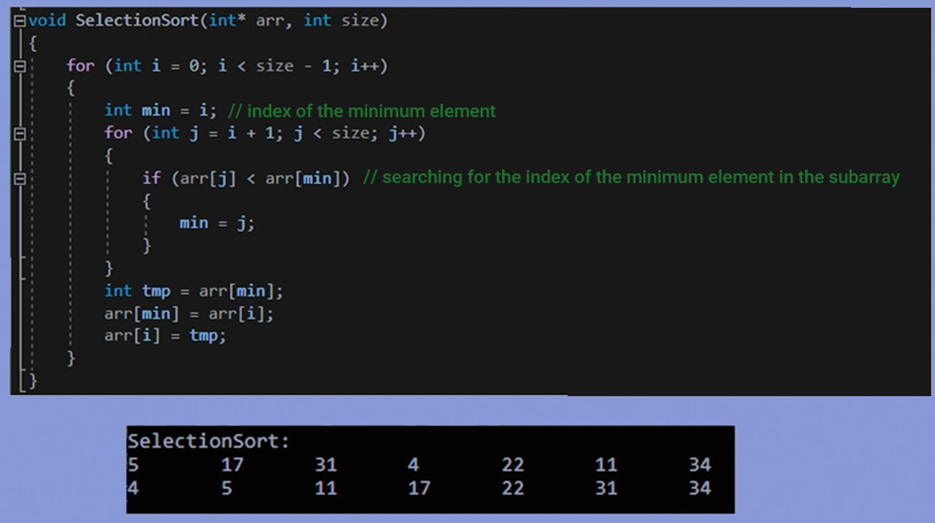 void SelectionSort(int* arr, int size)
{
for (int i = 0; i < size - 1; i++)
{
int min = i; // index of the minimum element
for (int j = i + 1; j < size; j++)
{
if (arr[j] < arr[min]) // searching for the index of the minimum element in the subarray
{
min = j;
}
}
int tmp = arr[min];
arr[min] = arr[i];
arr[i] = tmp;
}
}
SelectionSort:
5 17 31 4 22 11 34
4 5 11 17 22 31 34